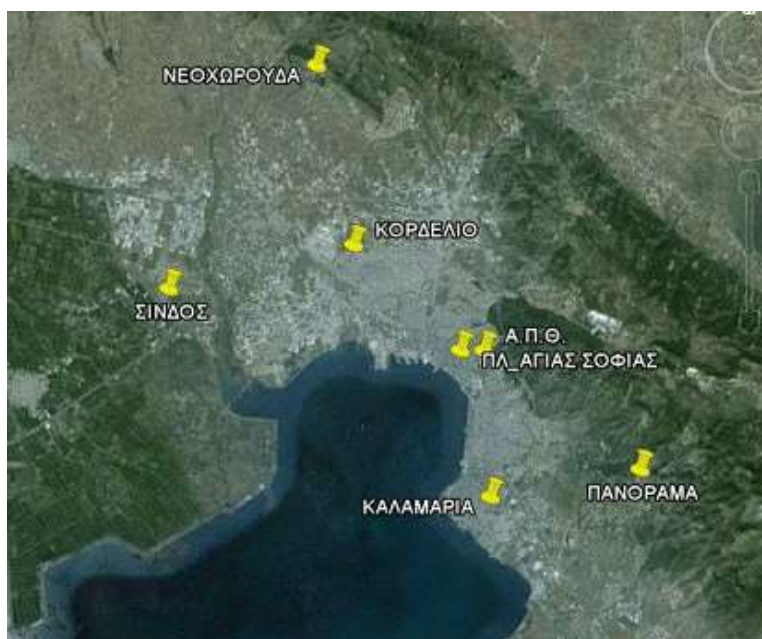 ΝΕΟΧΩΡΟΥΔΑ
ΚΟΡΔΕΛΙΟ
ΣΙΝΔΟΣ
Α.Π.Θ.
ΠΛ_ΑΓΙΑΣ ΣΟΦΙΑΣ
ΠΑΝΟΡΑΜΑ
ΚΑΛΑΜΑΡΙΑ